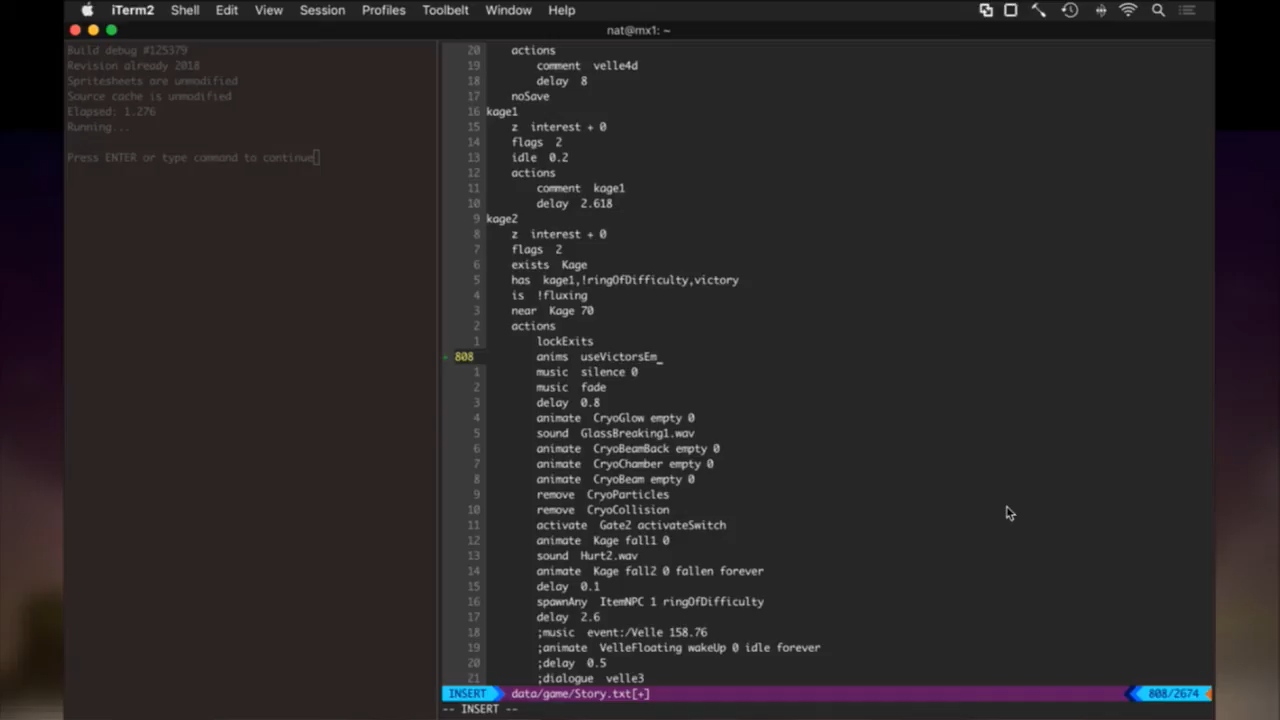 iTerm2 Shell Edit View Session Profiles Toolbelt Window Help
nat@mx1: ~
Build debug #125379
Revision already 2018
Spritesheets are unmodified
Source cache is unmodified
Elapsed: 1.276
Running...
Press ENTER or type command to continue
20 actions
19 comment velle4d
18 delay 8
17 noSave
16 kage1
15 z interest + 0
14 flags 2
13 idle 0.2
12 actions
11 comment kage1
10 delay 2.618
9 kage2
8 z interest + 0
7 flags 2
6 exists Kage
5 has kage1,!ringOfDifficulty,victory
4 is !fluxing
3 near Kage 70
2 actions
1 lockExits
808 anims useVictorsEm_
1 music silence 0
2 music fade
3 delay 0.8
4 animate CryoGlow empty 0
5 sound GlassBreaking1.wav
6 animate CryoBeamBack empty 0
7 animate CryoChamber empty 0
8 animate CryoBeam empty 0
9 remove CryoParticles
10 remove CryoCollision
11 activate Gate2 activateSwitch
12 animate Kage fall1 0
13 sound Hurt2.wav
14 animate Kage fall2 0 fallen forever
15 delay 0.1
16 spawnAny ItemNPC 1 ringOfDifficulty
17 delay 2.6
18 ;music event:/Velle 158.76
19 ;animate VelleFloating wakeUp 0 idle forever
20 ;delay 0.5
21 ;dialogue velle3
INSERT data/game/Story.txt[+] 808/2674
-- INSERT --